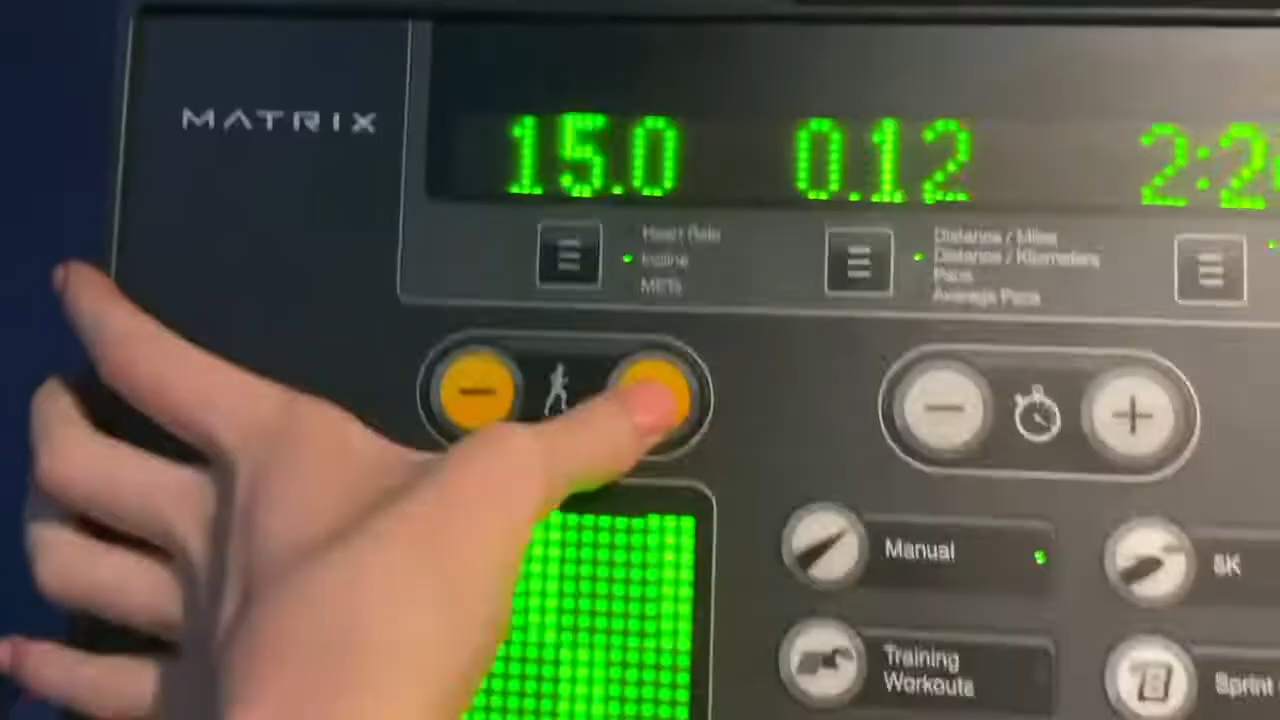 MATRIX
15.0
0.12
Heart Rate
Incline
METs
Distance / Miles
Distance / Kilometers
Pace
Average Pace
Manual
5K
Training
Workouts
Sprint